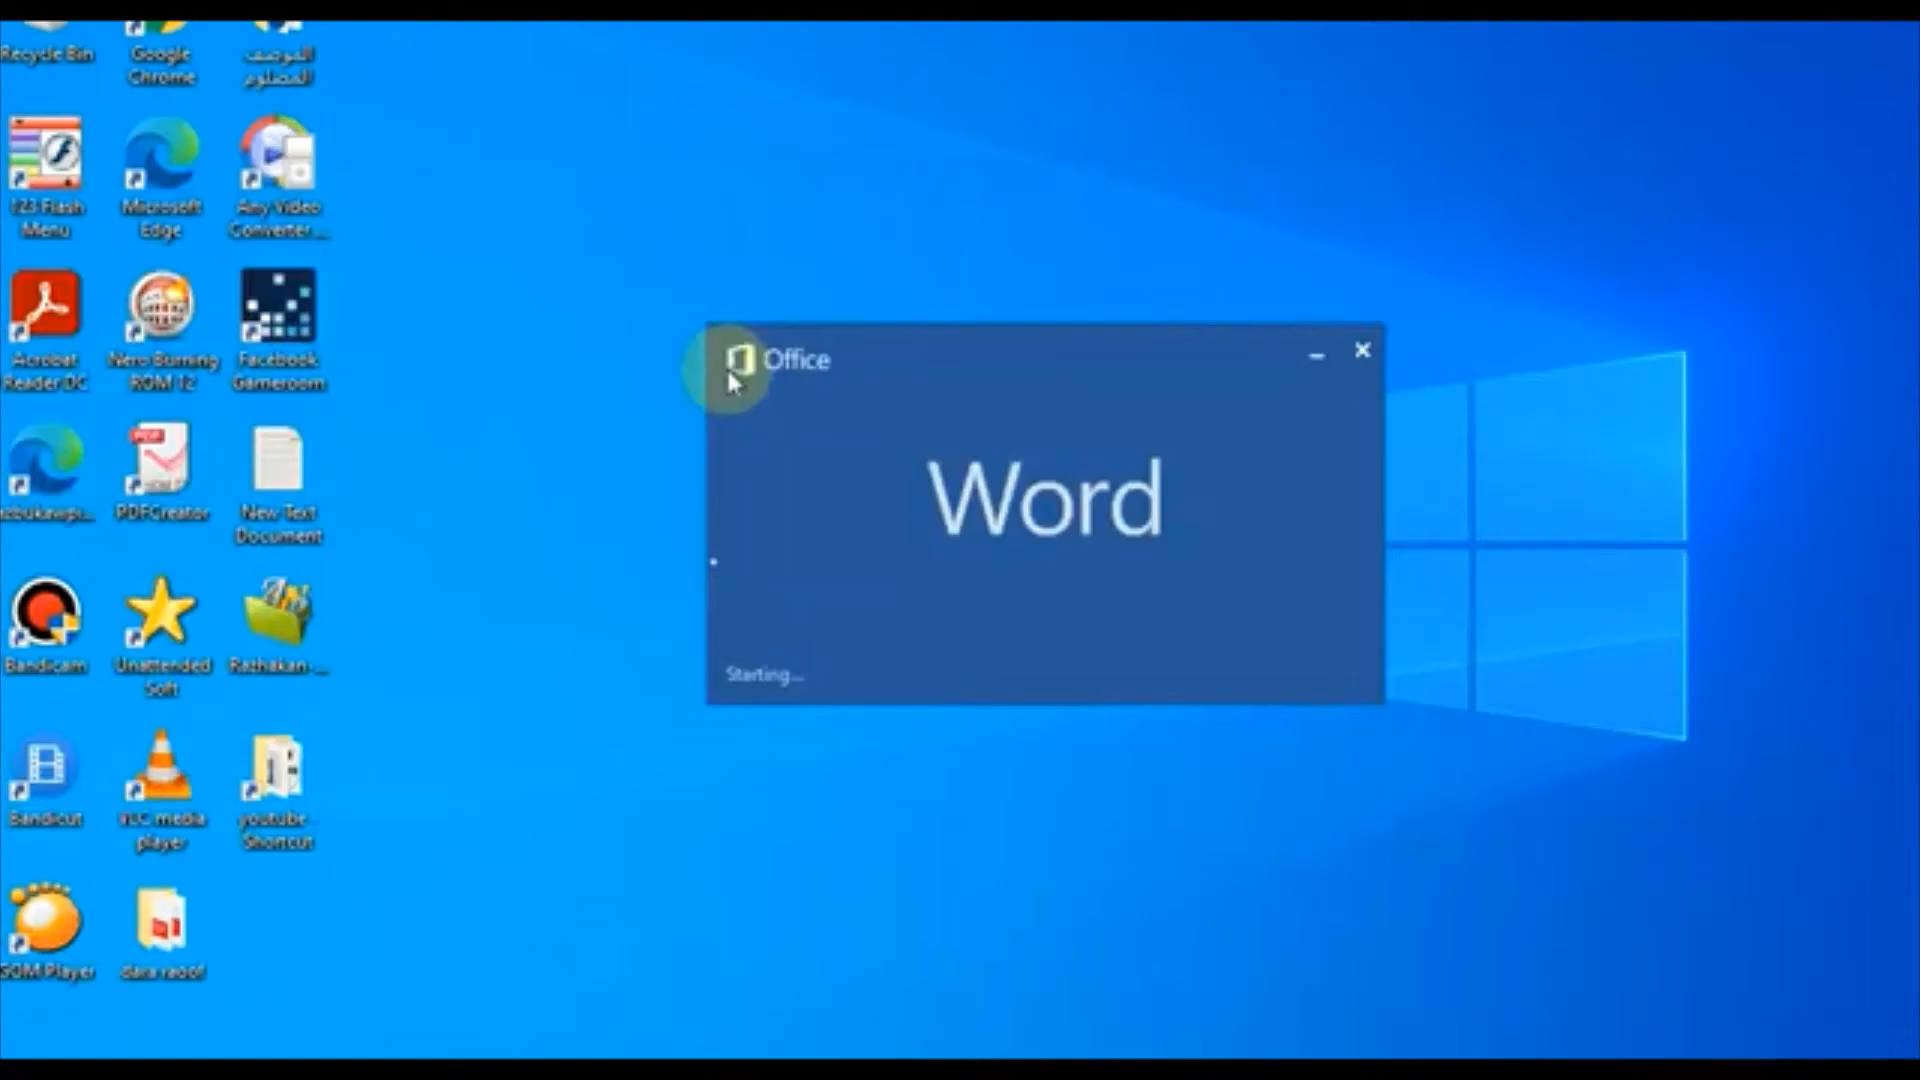 Recycle Bin
Google
Chrome
123 Flash
Menu
Microsoft
Edge
Any Video
Converter ...
Acrobat
Reader DC
Nero Burning
ROM 12
Facebook
Gameroom
PDF
PDFCreator
New Text
Document
Bandicam
Unattended
Soft
Razhakan- ...
Bandicut
VLC media
player
youtube -
Shortcut
GOM Player
dara raoof
Office
Word
Starting...